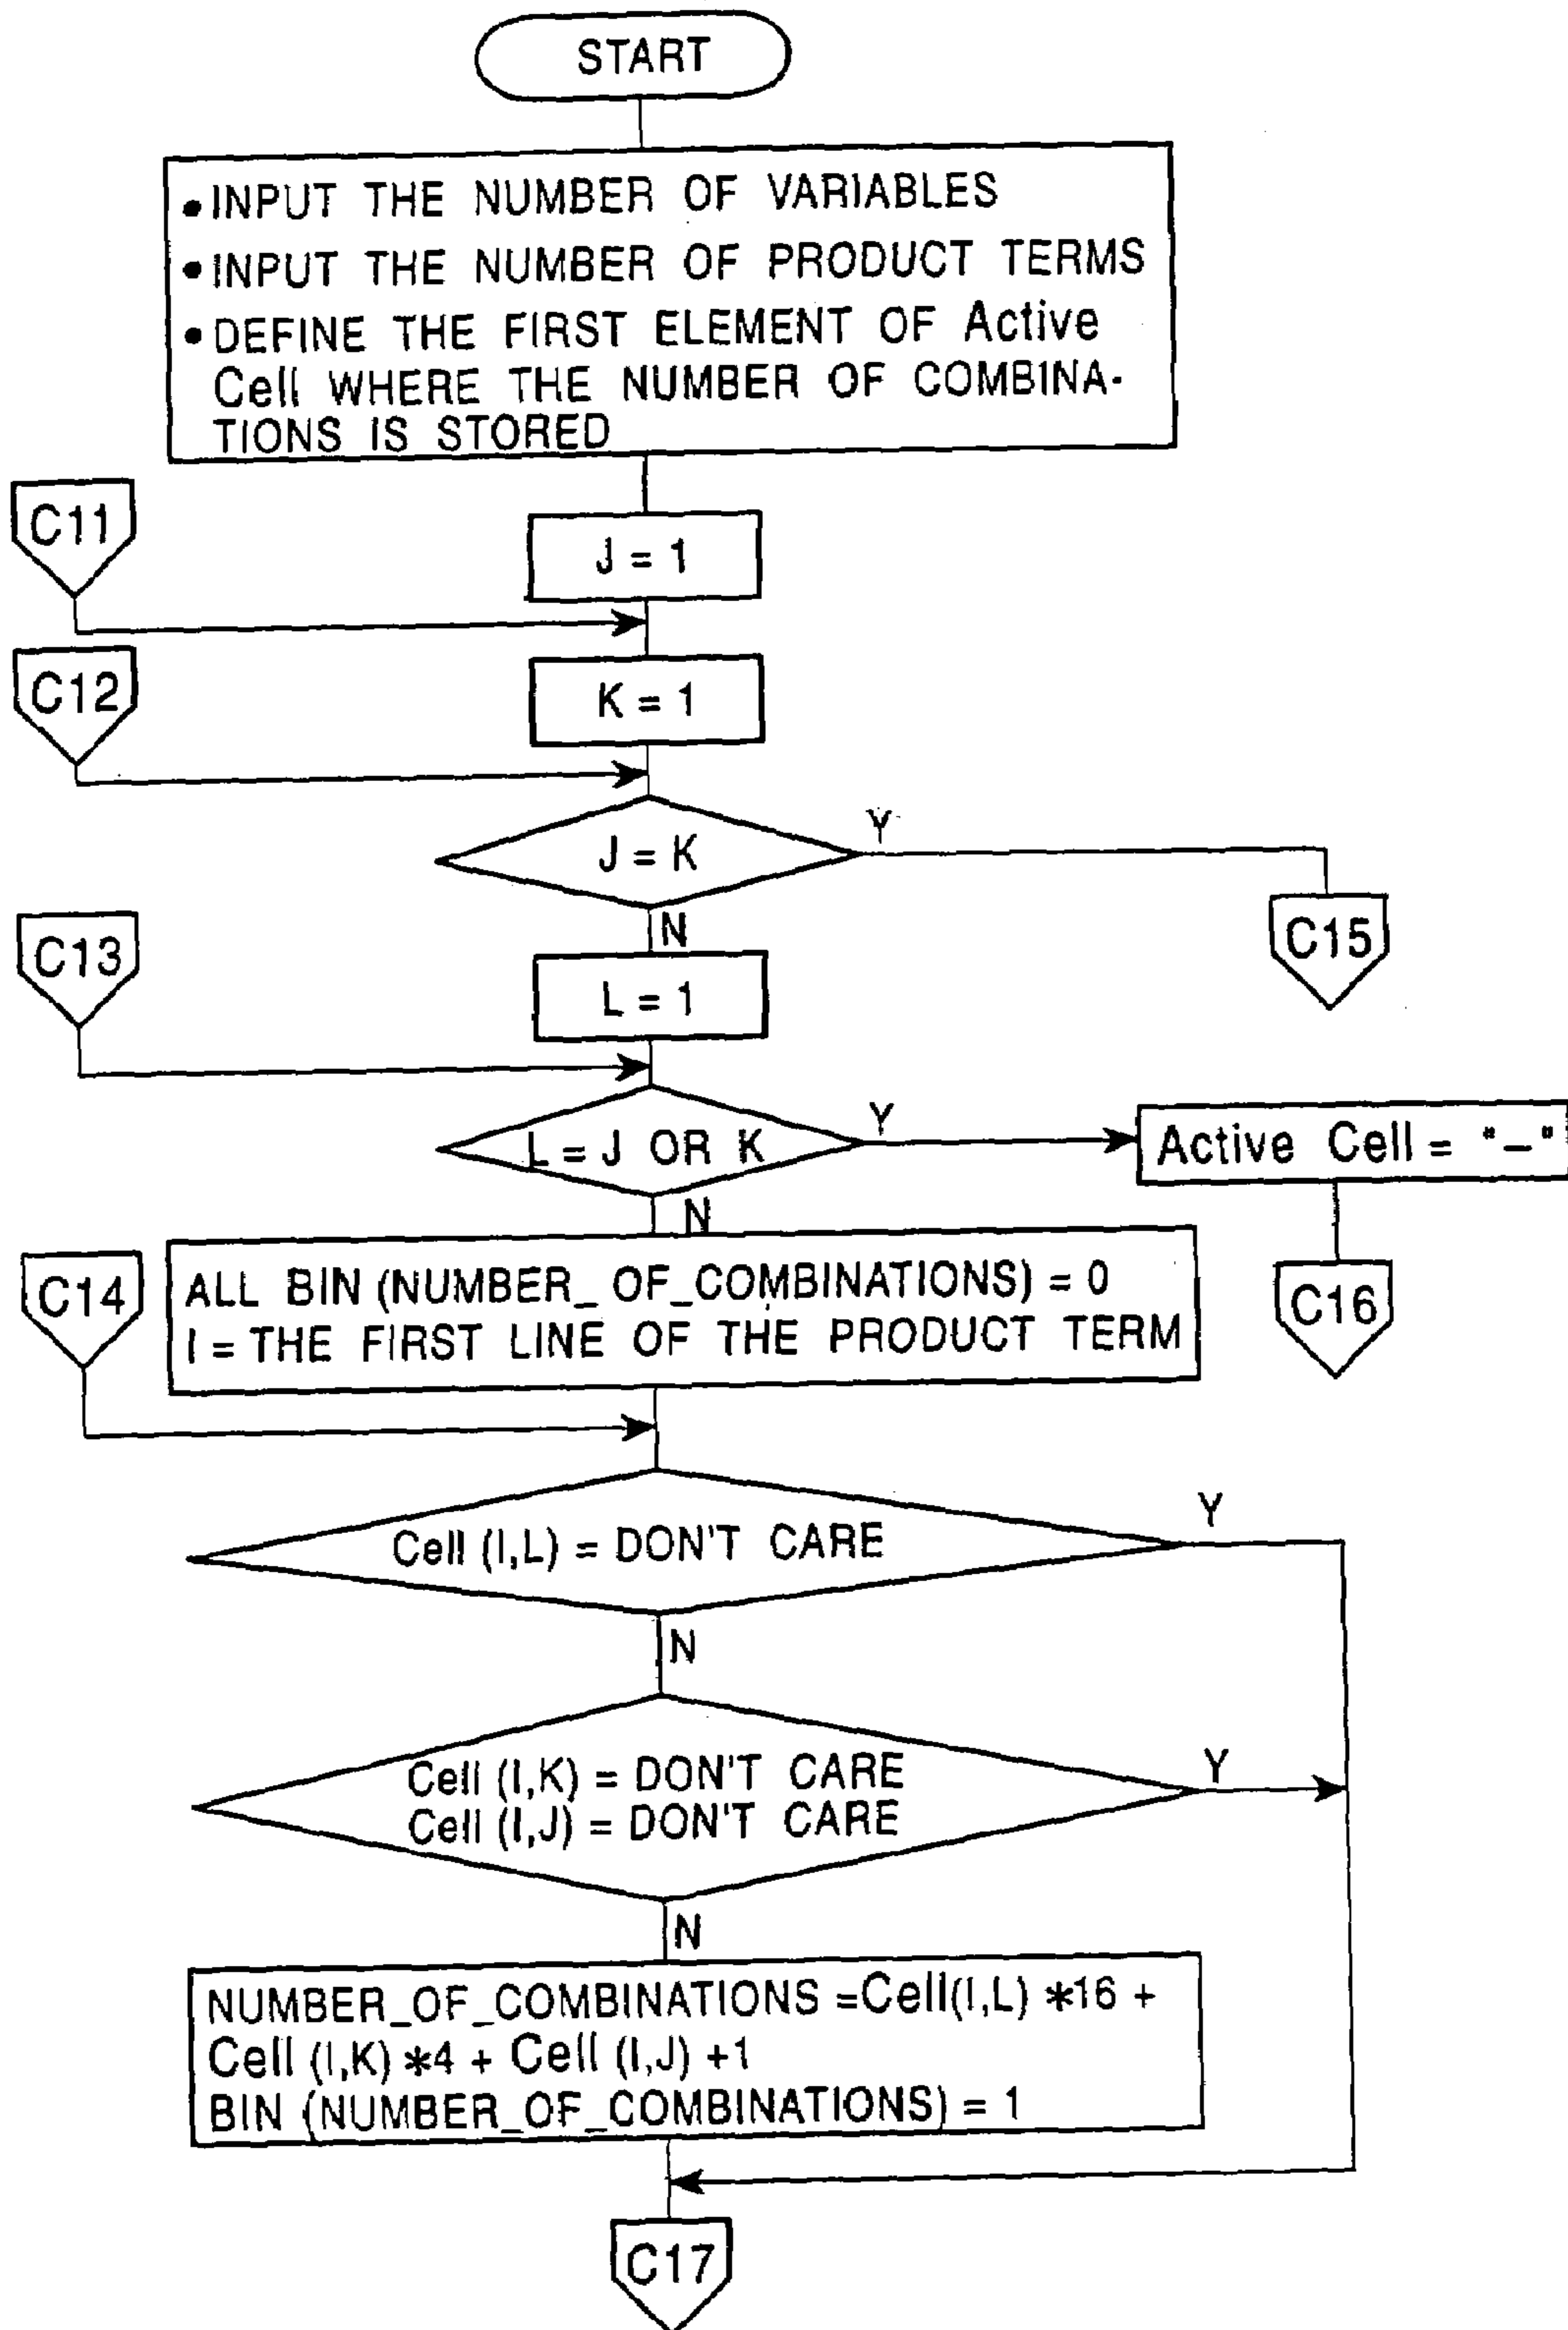 START
• INPUT THE NUMBER OF VARIABLES
• INPUT THE NUMBER OF PRODUCT TERMS
• DEFINE THE FIRST ELEMENT OF Active
Cell WHERE THE NUMBER OF COMBINA-
TIONS IS STORED
C11
J = 1
C12
K = 1
J = K
Y
N
C13
C15
L = 1
L = J OR K
Y
Active Cell = "–"
N
C14
ALL BIN (NUMBER_ OF_COMBINATIONS) = 0
I = THE FIRST LINE OF THE PRODUCT TERM
C16
Cell (I,L) = DON'T CARE
Y
N
Cell (I,K) = DON'T CARE
Cell (I,J) = DON'T CARE
Y
N
NUMBER_OF_COMBINATIONS =Cell(I,L) *16 +
Cell (I,K) *4 + Cell (I,J) +1
BIN (NUMBER_OF_COMBINATIONS) = 1
C17